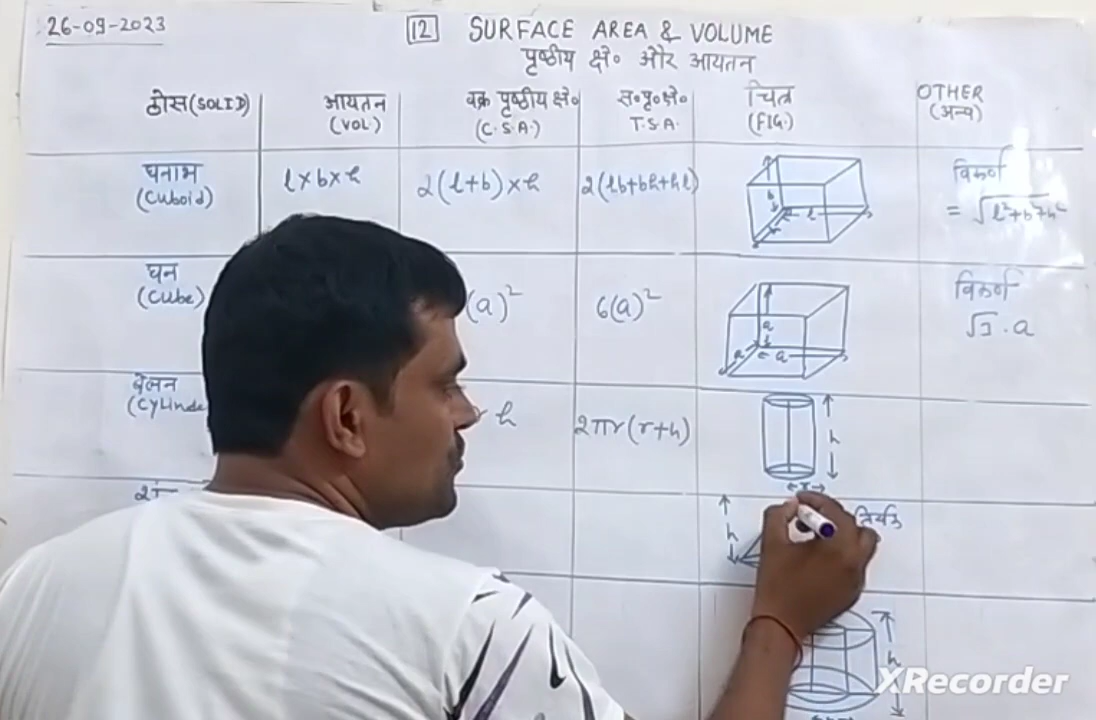 26-09-2023
12 SURFACE AREA & VOLUME
पृष्ठीय क्षे० और आयतन
ठोस (SOLID) आयतन (VOL.) वक्र पृष्ठीय क्षे० (C.S.A.) स०पृ०क्षे० T.S.A. चित्र (FIG.) OTHER (अन्य)
घनाभ (Cuboid) l×b×h 2(l+b)×h 2(lb+bh+hl) b l विकर्ण = √l²+b²+h²
घन (Cube) (a)² 6(a)² a a a विकर्ण √3.a
बेलन (Cylinde h 2πr(r+h) h r
h तिर्यक
h
XRecorder